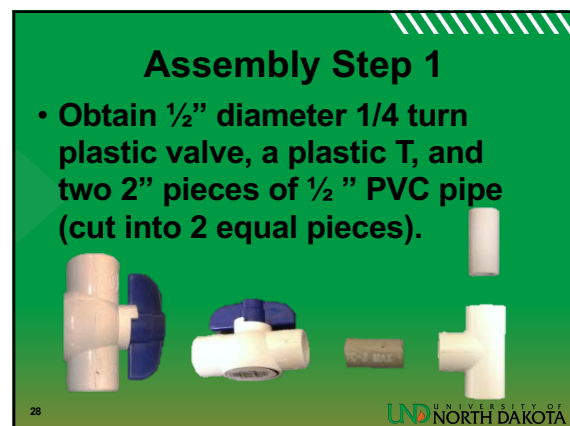 Assembly Step 1
• Obtain ½” diameter 1/4 turn
plastic valve, a plastic T, and
two 2” pieces of ½ ” PVC pipe
(cut into 2 equal pieces).
MAX
28
UND UNIVERSITY OF
NORTH DAKOTA